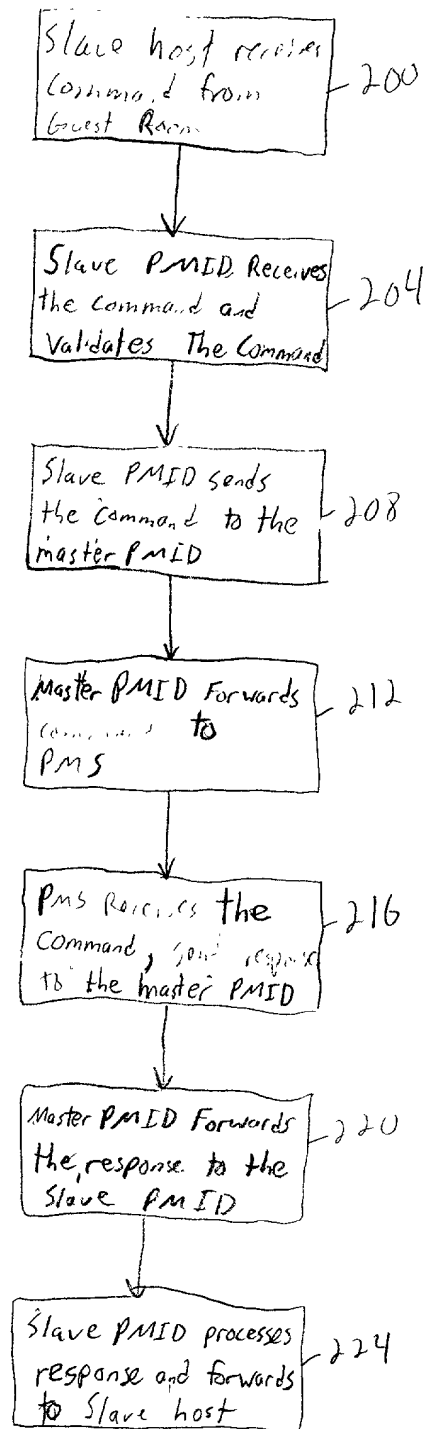 Slave host receives
Command from
Guest Room
200
Slave PMID Receives
the command and
Validates The Command
204
Slave PMID sends
the command to the
master PMID
208
Master PMID Forwards
command to
PMS
212
PMS Receives the
Command, send response
to the master PMID
216
Master PMID Forwards
the response to the
Slave PMID
220
Slave PMID processes
response and forwards
to Slave host
224